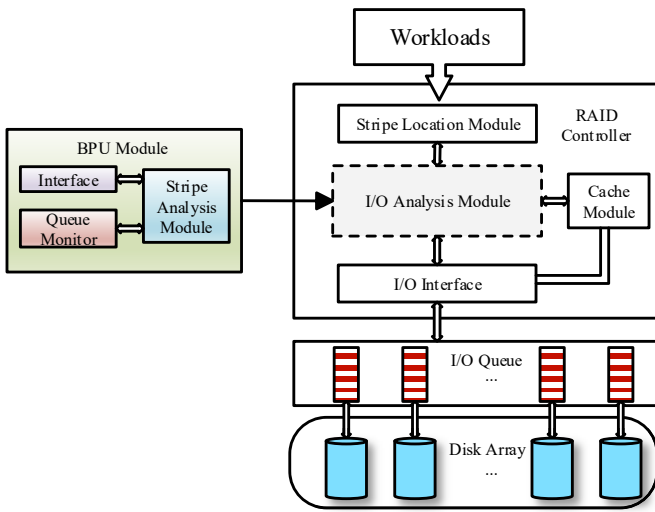 Workloads
RAID
Controller
Stripe Location Module
BPU Module
Interface
Stripe
Analysis
Module
Queue
Monitor
I/O Analysis Module
Cache
Module
I/O Interface
I/O Queue
...
Disk Array
...